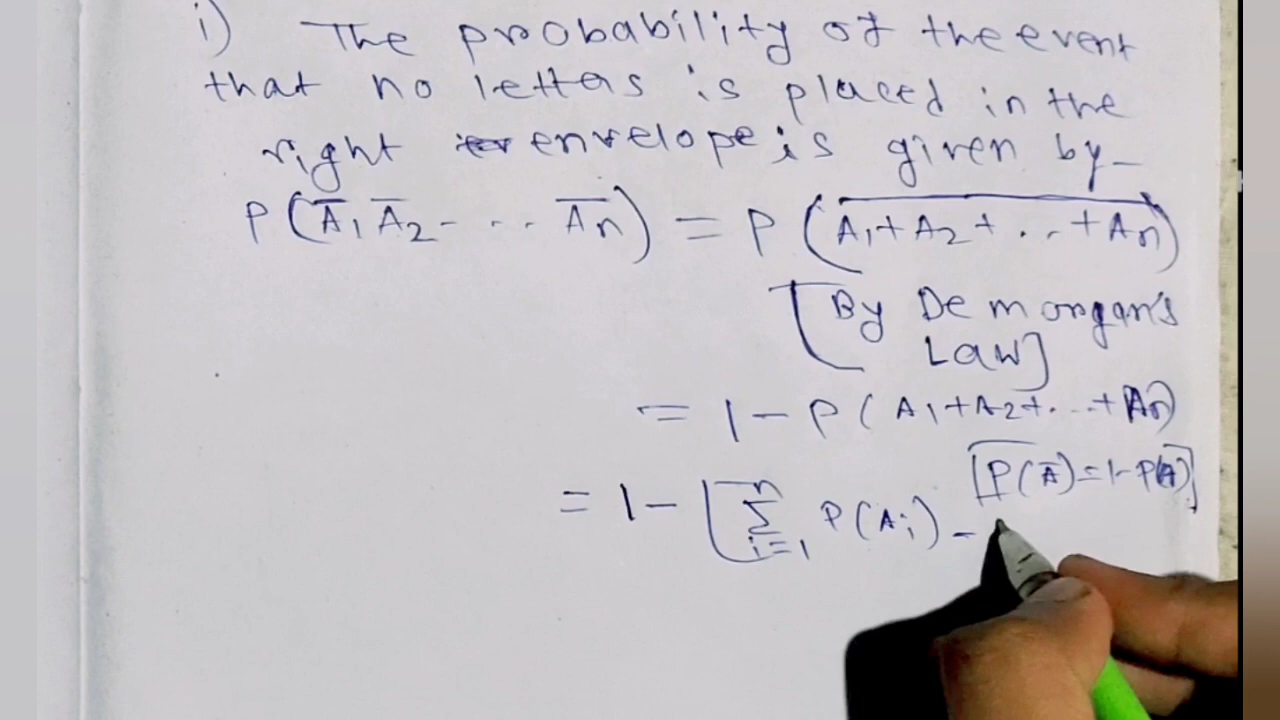 i) The probability of the event
that no letters is placed in the
right envelope is given by-
P(A̅₁ A̅₂ - ... A̅n) = P(\overline{A₁+A₂+...+An})
[By De morgan's
Law]
= 1 - P(A₁+A₂+...+An)
[P(A̅)=1-P(A)]
= 1 - [Σ_{i=1}^{n} P(Ai) -